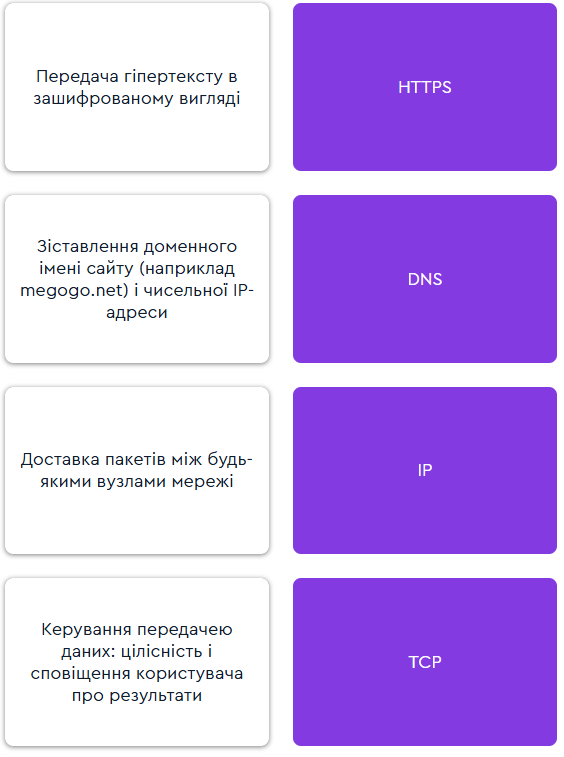 Передача гіпертексту в
зашифрованому вигляді
HTTPS
Зіставлення доменного
імені сайту (наприклад
megogo.net) і чисельної IP-
адреси
DNS
Доставка пакетів між будь-
якими вузлами мережі
IP
Керування передачею
даних: цілісність і
сповіщення користувача
про результати
TCP